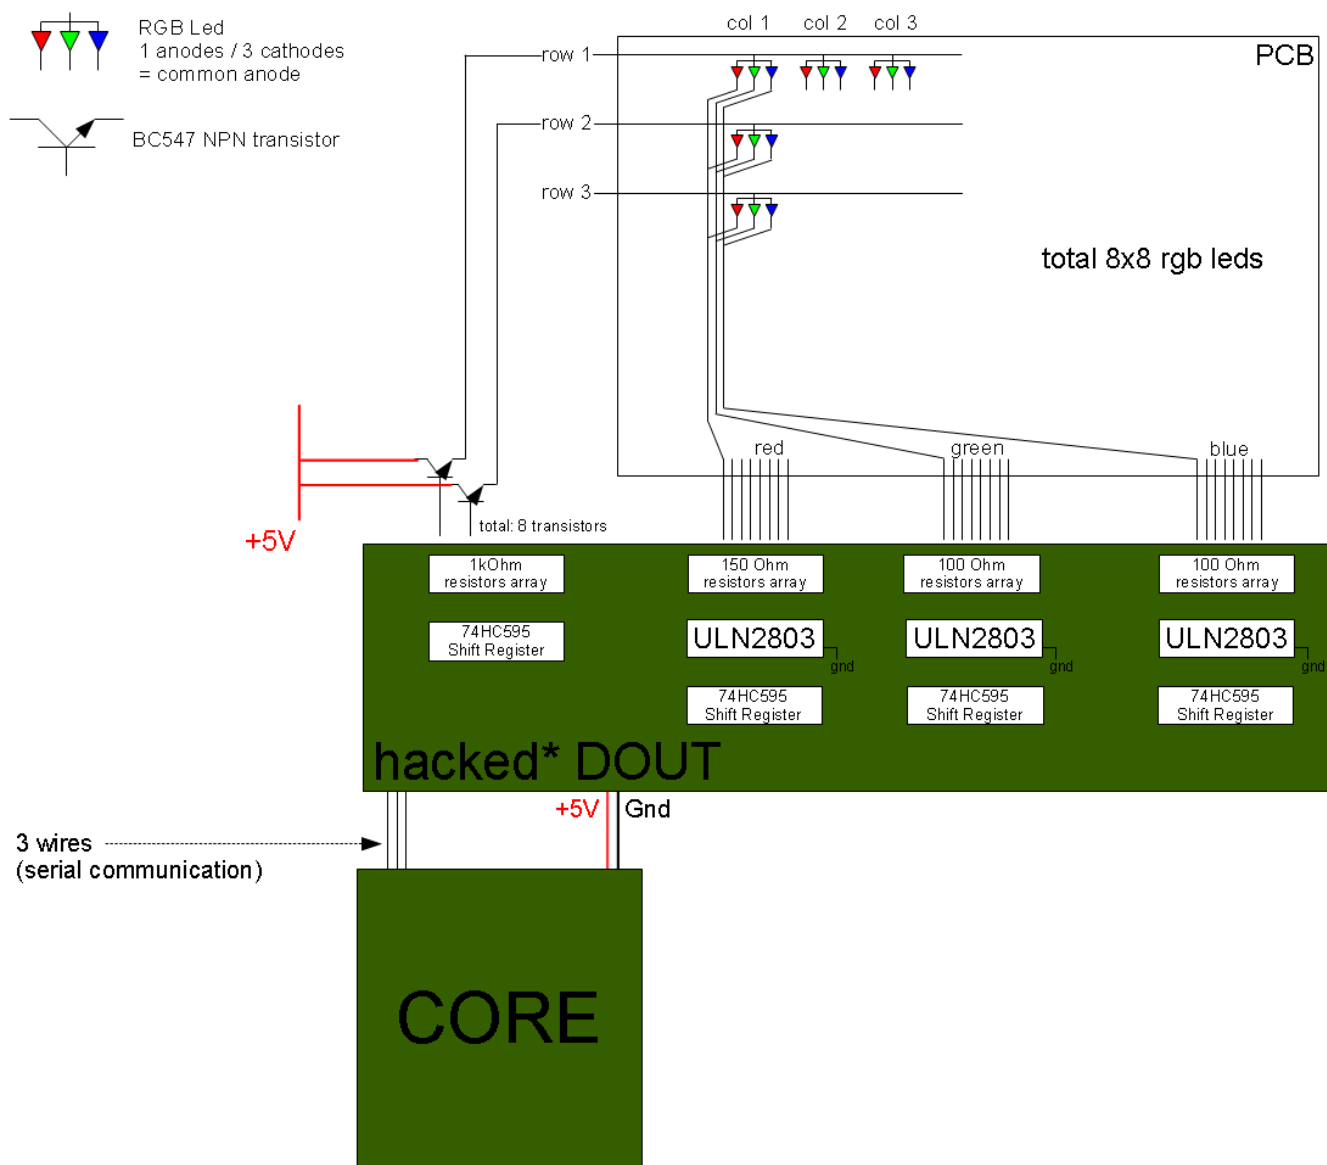 RGB Led
1 anodes / 3 cathodes
= common anode
BC547 NPN transistor
col 1 col 2 col 3
PCB
row 1
row 2
row 3
total 8x8 rgb leds
red green blue
+5V
total: 8 transistors
1kOhm
resistors array
150 Ohm
resistors array
100 Ohm
resistors array
100 Ohm
resistors array
74HC595
Shift Register
ULN2803
gnd
ULN2803
gnd
ULN2803
gnd
74HC595
Shift Register
74HC595
Shift Register
74HC595
Shift Register
hacked* DOUT
+5V Gnd
3 wires
(serial communication)
CORE